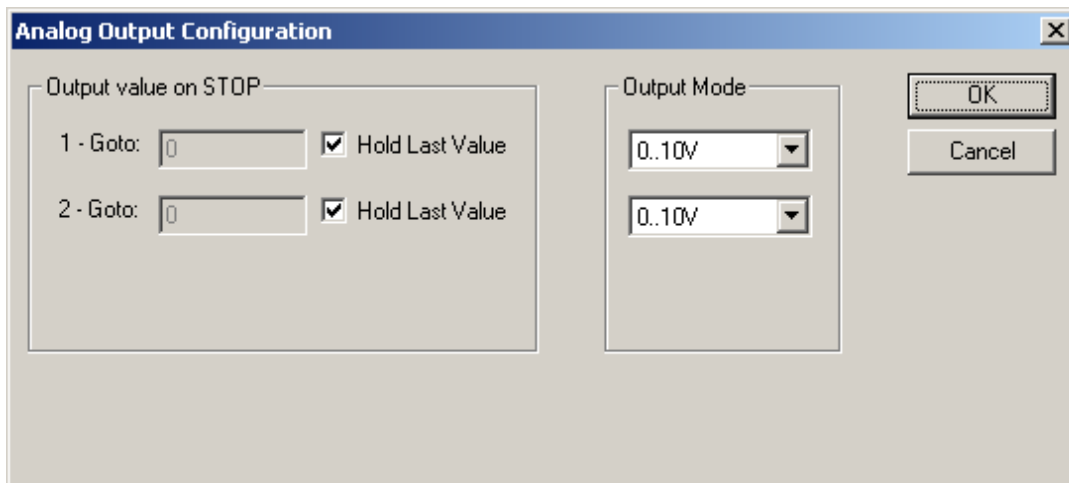 Analog Output Configuration
Output value on STOP
1 - Goto: 0 Hold Last Value
2 - Goto: 0 Hold Last Value
Output Mode
0..10V
0..10V
OK
Cancel